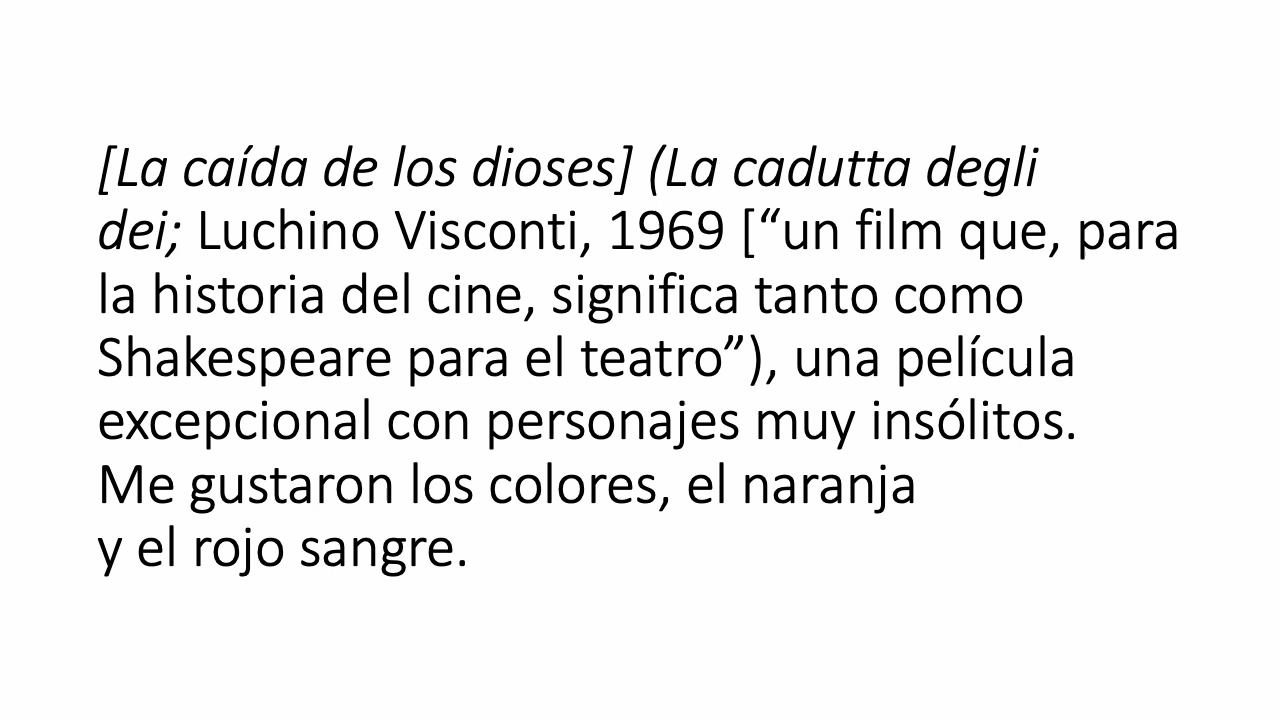 [La caída de los dioses] (La cadutta degli
dei; Luchino Visconti, 1969 [“un film que, para
la historia del cine, significa tanto como
Shakespeare para el teatro”), una película
excepcional con personajes muy insólitos.
Me gustaron los colores, el naranja
y el rojo sangre.